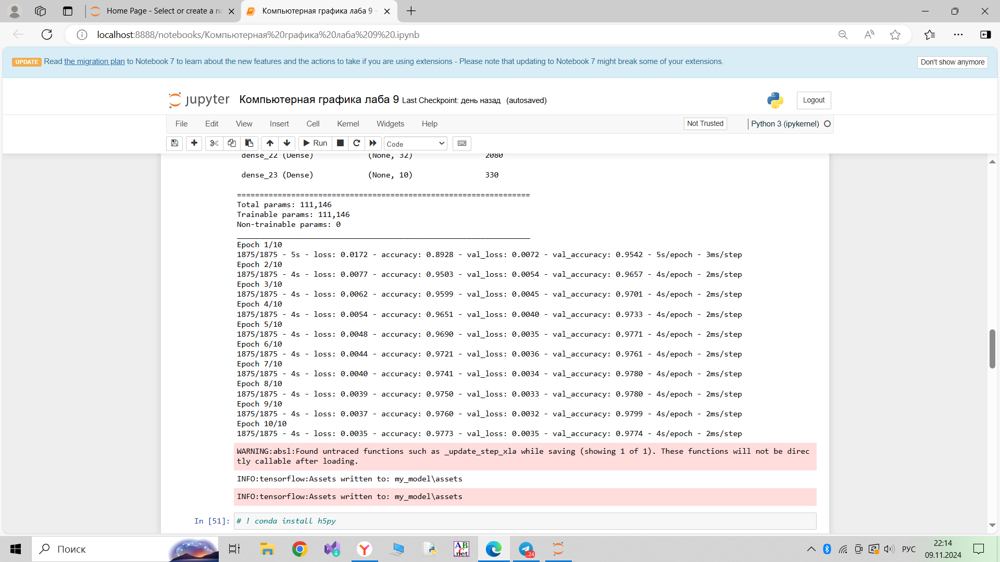 Home Page - Select or create a no
Компьютерная графика лаба 9 -
localhost:8888/notebooks/Компьютерная%20графика%20лаба%209%20.ipynb
UPDATE Read the migration plan to Notebook 7 to learn about the new features and the actions to take if you are using extensions - Please note that updating to Notebook 7 might break some of your extensions.
Don't show anymore
jupyter Компьютерная графика лаба 9 Last Checkpoint: день назад (autosaved)
Logout
File Edit View Insert Cell Kernel Widgets Help
Not Trusted
Python 3 (ipykernel)
Run
Code
dense_22 (Dense) (None, 32) 2080
dense_23 (Dense) (None, 10) 330
=================================================================
Total params: 111,146
Trainable params: 111,146
Non-trainable params: 0
_________________________________________________________________
Epoch 1/10
1875/1875 - 5s - loss: 0.0172 - accuracy: 0.8928 - val_loss: 0.0072 - val_accuracy: 0.9542 - 5s/epoch - 3ms/step
Epoch 2/10
1875/1875 - 4s - loss: 0.0077 - accuracy: 0.9503 - val_loss: 0.0054 - val_accuracy: 0.9657 - 4s/epoch - 2ms/step
Epoch 3/10
1875/1875 - 4s - loss: 0.0062 - accuracy: 0.9599 - val_loss: 0.0045 - val_accuracy: 0.9701 - 4s/epoch - 2ms/step
Epoch 4/10
1875/1875 - 4s - loss: 0.0054 - accuracy: 0.9651 - val_loss: 0.0040 - val_accuracy: 0.9733 - 4s/epoch - 2ms/step
Epoch 5/10
1875/1875 - 4s - loss: 0.0048 - accuracy: 0.9690 - val_loss: 0.0035 - val_accuracy: 0.9771 - 4s/epoch - 2ms/step
Epoch 6/10
1875/1875 - 4s - loss: 0.0044 - accuracy: 0.9721 - val_loss: 0.0036 - val_accuracy: 0.9761 - 4s/epoch - 2ms/step
Epoch 7/10
1875/1875 - 4s - loss: 0.0040 - accuracy: 0.9741 - val_loss: 0.0034 - val_accuracy: 0.9780 - 4s/epoch - 2ms/step
Epoch 8/10
1875/1875 - 4s - loss: 0.0039 - accuracy: 0.9750 - val_loss: 0.0033 - val_accuracy: 0.9780 - 4s/epoch - 2ms/step
Epoch 9/10
1875/1875 - 4s - loss: 0.0037 - accuracy: 0.9760 - val_loss: 0.0032 - val_accuracy: 0.9799 - 4s/epoch - 2ms/step
Epoch 10/10
1875/1875 - 4s - loss: 0.0035 - accuracy: 0.9773 - val_loss: 0.0035 - val_accuracy: 0.9774 - 4s/epoch - 2ms/step
WARNING:absl:Found untraced functions such as _update_step_xla while saving (showing 1 of 1). These functions will not be direc
tly callable after loading.
INFO:tensorflow:Assets written to: my_model\assets
INFO:tensorflow:Assets written to: my_model\assets
In [51]: # ! conda install h5py
Поиск
ABC.net
..24
РУС
22:14
09.11.2024